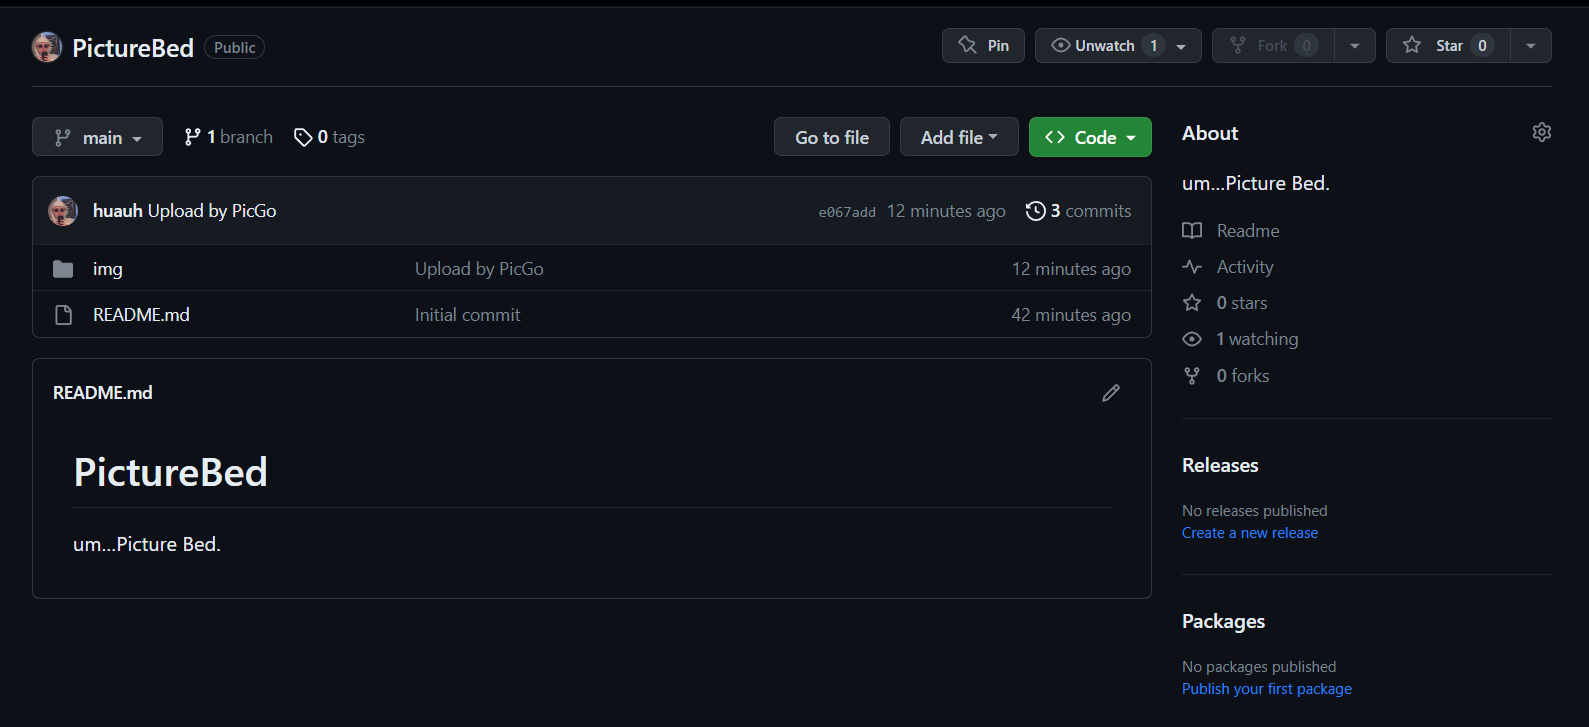 PictureBed Public Pin Unwatch 1 Fork 0 Star 0
main 1 branch 0 tags Go to file Add file Code
huauh Upload by PicGo e067add 12 minutes ago 3 commits
img Upload by PicGo 12 minutes ago
README.md Initial commit 42 minutes ago
README.md
PictureBed
um...Picture Bed.
About
um...Picture Bed.
Readme
Activity
0 stars
1 watching
0 forks
Releases
No releases published
Create a new release
Packages
No packages published
Publish your first package